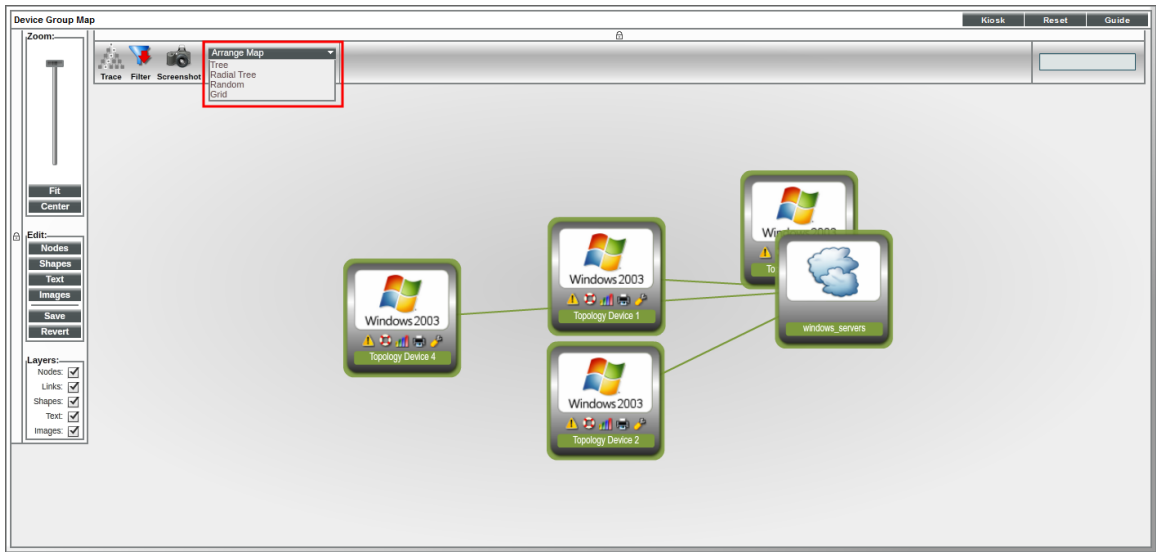 Device Group Map
Kiosk
Reset
Guide
Zoom:
Fit
Center
Edit:
Nodes
Shapes
Text
Images
Save
Revert
Layers:
Nodes:
Links:
Shapes:
Text:
Images:
Trace
Filter
Screenshot
Arrange Map
Tree
Radial Tree
Random
Grid
Windows 2003
Topology Device 4
Windows 2003
Topology Device 1
Windows 2003
Topology Device 2
To
windows_servers